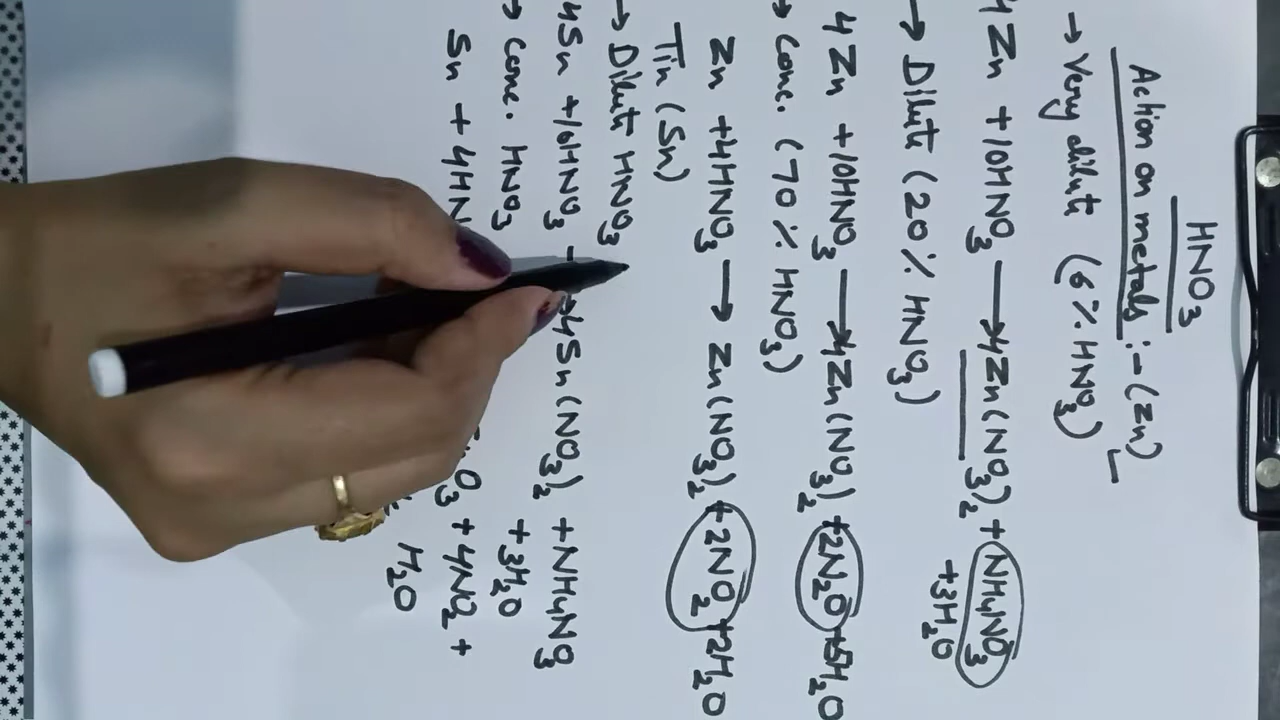 HNO3
Action on metals :- (Zn)
→ Very dilute (6% HNO3)
4Zn + 10HNO3 → 4Zn(NO3)2 + NH4NO3
+3H2O
→ Dilute (20% HNO3)
4Zn + 10HNO3 → 4Zn(NO3)2 + 2N2O + 5H2O
→ Conc. (70% HNO3)
Zn + 4HNO3 → Zn(NO3)2 + 2NO2 + 2H2O
Tin (Sn)
→ Dilute HNO3
4Sn + 10HNO3 → 4Sn(NO3)2 + NH4NO3
+3H2O
→ Conc. HNO3
Sn + 4HN O3 + 4NO2 +
H2O